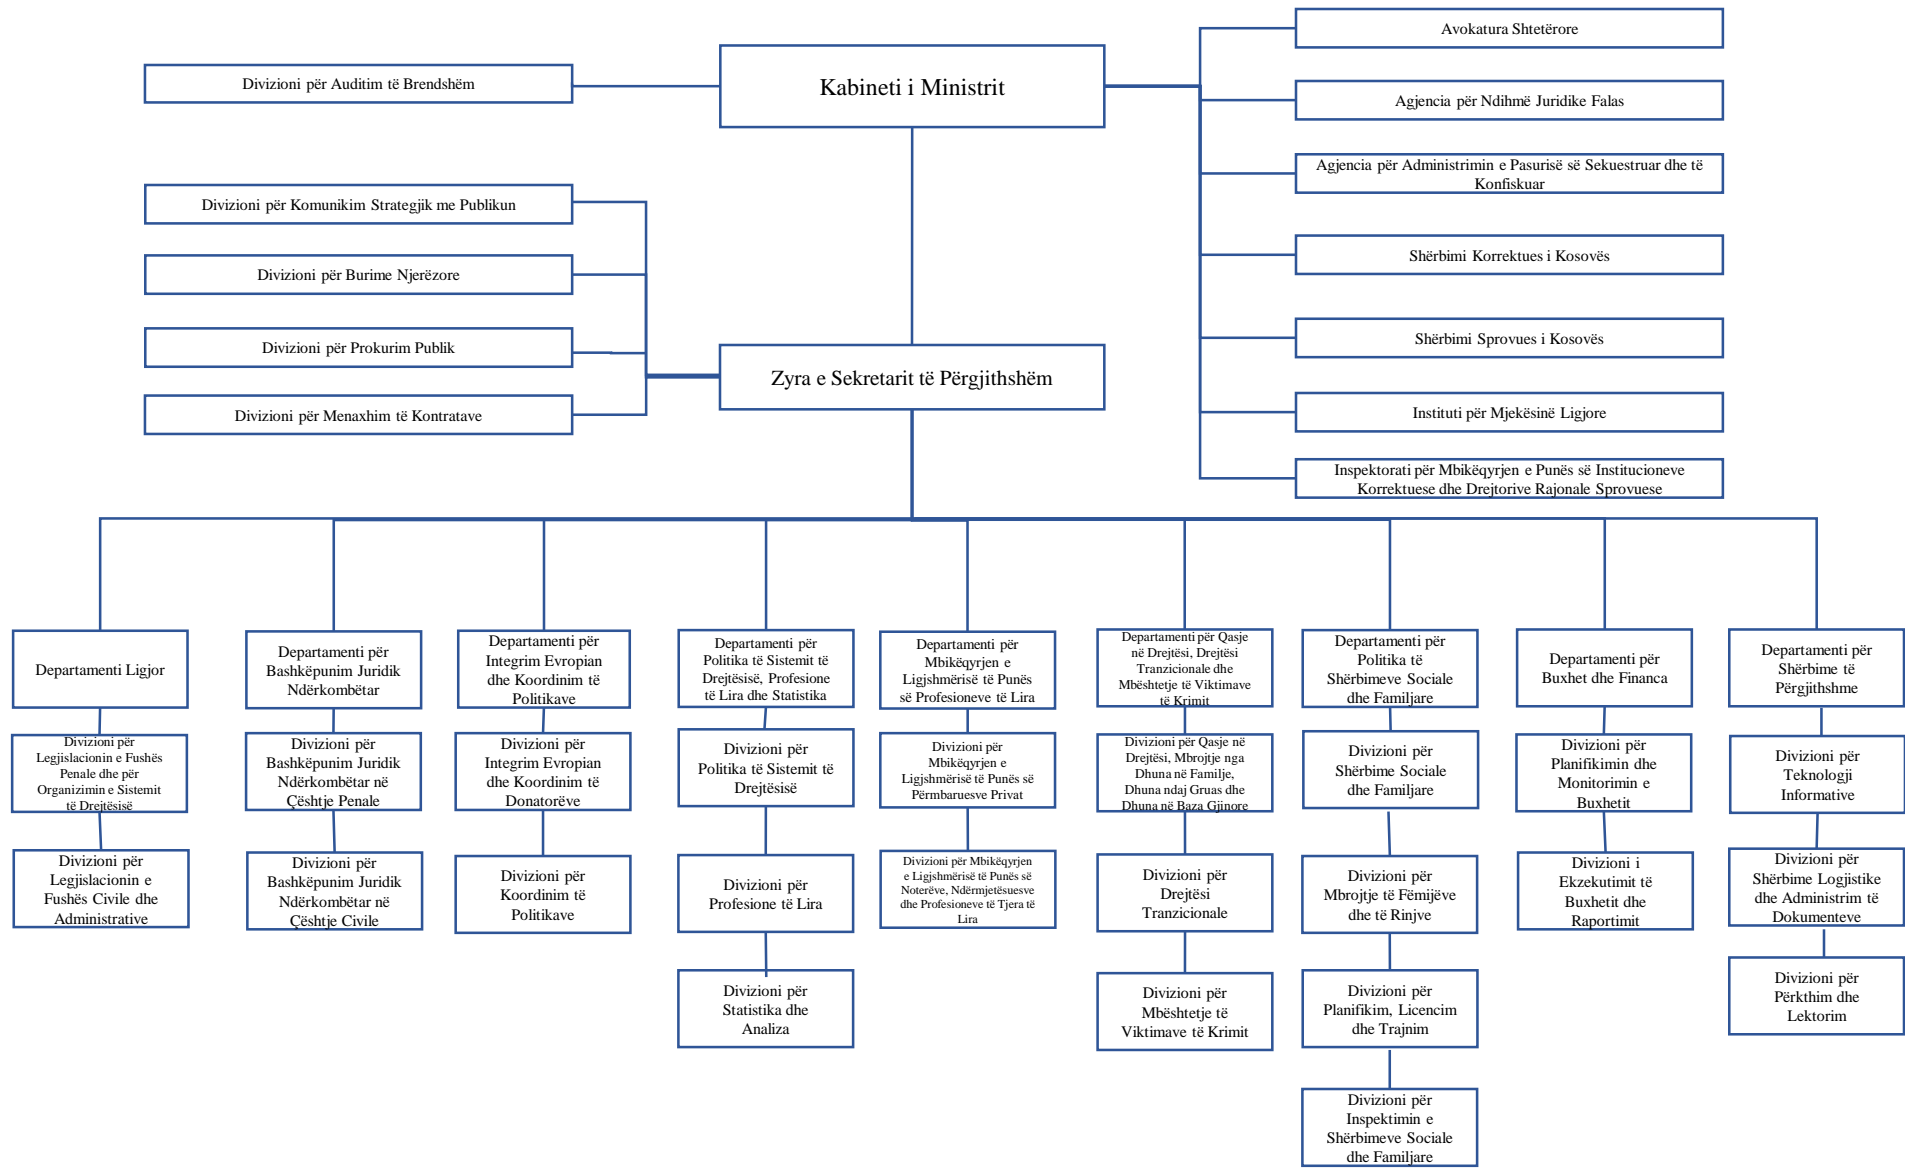 Kabineti i Ministrit
Divizioni për Auditim të Brendshëm
Avokatura Shtetërore
Agjencia për Ndihmë Juridike Falas
Agjencia për Administrimin e Pasurisë së Sekuestruar dhe të
Konfiskuar
Shërbimi Korrektues i Kosovës
Shërbimi Sprovues i Kosovës
Instituti për Mjekësinë Ligjore
Inspektorati për Mbikëqyrjen e Punës së Institucioneve
Korrektuese dhe Drejtorive Rajonale Sprovuese
Divizioni për Komunikim Strategjik me Publikun
Divizioni për Burime Njerëzore
Divizioni për Prokurim Publik
Divizioni për Menaxhim të Kontratave
Zyra e Sekretarit të Përgjithshëm
Departamenti Ligjor
Divizioni për
Legjislacionin e Fushës
Penale dhe për
Organizimin e Sistemit
të Drejtësisë
Divizioni për
Legjislacionin e
Fushës Civile dhe
Administrative
Departamenti për
Bashkëpunim Juridik
Ndërkombëtar
Divizioni për
Bashkëpunim Juridik
Ndërkombëtar në
Çështje Penale
Divizioni për
Bashkëpunim Juridik
Ndërkombëtar në
Çështje Civile
Departamenti për
Integrim Evropian
dhe Koordinim të
Politikave
Divizioni për
Integrim Evropian
dhe Koordinim të
Donatorëve
Divizioni për
Koordinim të
Politikave
Departamenti për
Politika të Sistemit të
Drejtësisë, Profesione
të Lira dhe Statistika
Divizioni për
Politika të Sistemit të
Drejtësisë
Divizioni për
Profesione të Lira
Divizioni për
Statistika dhe
Analiza
Departamenti për
Mbikëqyrjen e
Ligjshmërisë të Punës
së Profesioneve të Lira
Divizioni për
Mbikëqyrjen e
Ligjshmërisë të Punës së
Përmbaruesve Privat
Divizioni për Mbikëqyrjen
e Ligjshmërisë të Punës së
Noterëve, Ndërmjetësuesve
dhe Profesioneve të Tjera të
Lira
Departamenti për Qasje
në Drejtësi, Drejtësi
Tranzicionale dhe
Mbështetje të Viktimave
të Krimit
Divizioni për Qasje në
Drejtësi, Mbrojtje nga
Dhuna në Familje,
Dhuna ndaj Gruas dhe
Dhuna në Baza Gjinore
Divizioni për
Drejtësi
Tranzicionale
Divizioni për
Mbështetje të
Viktimave të Krimit
Departamenti për
Politika të
Shërbimeve Sociale
dhe Familjare
Divizioni për
Shërbime Sociale
dhe Familjare
Divizioni për
Mbrojtje të Fëmijëve
dhe të Rinjve
Divizioni për
Planifikim, Licencim
dhe Trajnim
Divizioni për
Inspektimin e
Shërbimeve Sociale
dhe Familjare
Departamenti për
Buxhet dhe Financa
Divizioni për
Planifikimin dhe
Monitorimin e
Buxhetit
Divizioni i
Ekzekutimit të
Buxhetit dhe
Raportimit
Departamenti për
Shërbime të
Përgjithshme
Divizioni për
Teknologji
Informative
Divizioni për
Shërbime Logjistike
dhe Administrim të
Dokumenteve
Divizioni për
Përkthim dhe
Lektorim